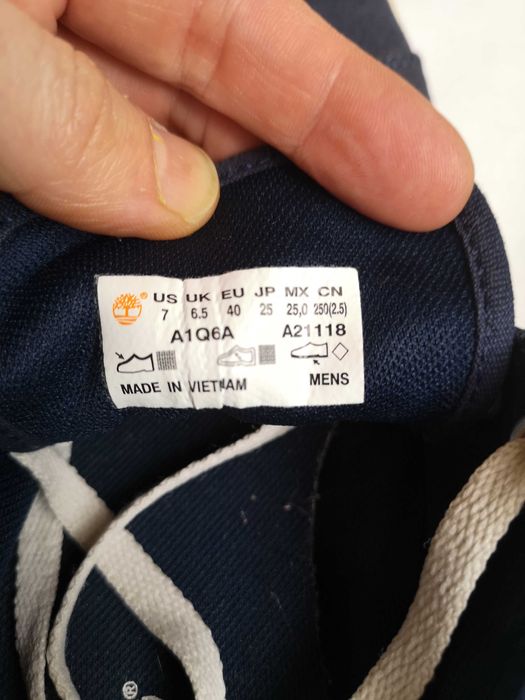 ® US UK EU JP MX CN
7 6.5 40 25 25,0 250(2.5)
A1Q6A A21118
MADE IN VIETNAM MENS
®